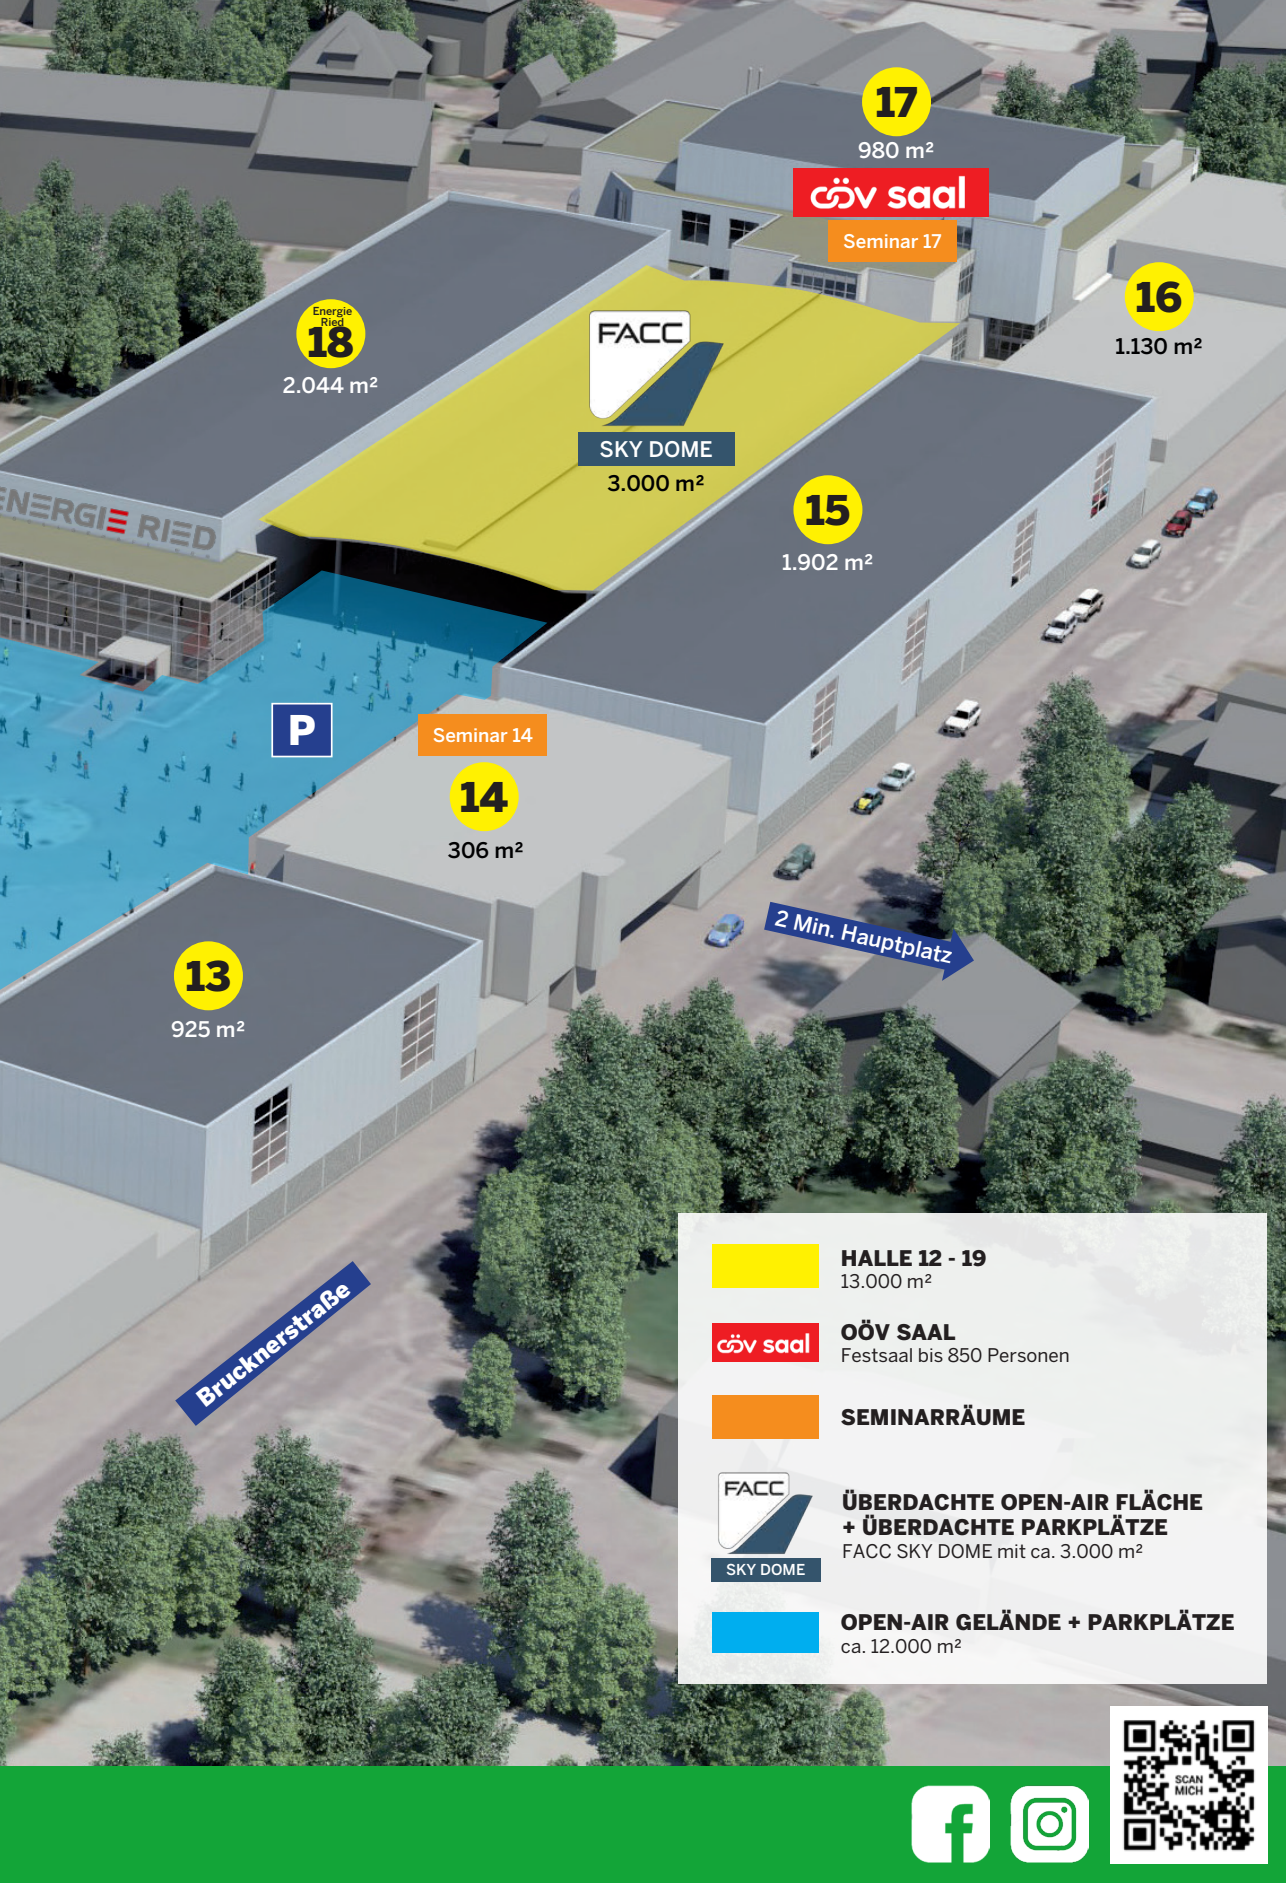 17
980 m²
oöv saal
Seminar 17
16
1.130 m²
Energie
Ried
18
2.044 m²
FACC
SKY DOME
3.000 m²
15
1.902 m²
ENERGIE RIED
P
Seminar 14
14
306 m²
2 Min. Hauptplatz
13
925 m²
Brucknerstraße
HALLE 12 - 19
13.000 m²
oöv saal
OÖV SAAL
Festsaal bis 850 Personen
SEMINARRÄUME
FACC
SKY DOME
ÜBERDACHTE OPEN-AIR FLÄCHE
+ ÜBERDACHTE PARKPLÄTZE
FACC SKY DOME mit ca. 3.000 m²
OPEN-AIR GELÄNDE + PARKPLÄTZE
ca. 12.000 m²
SCAN
MICH